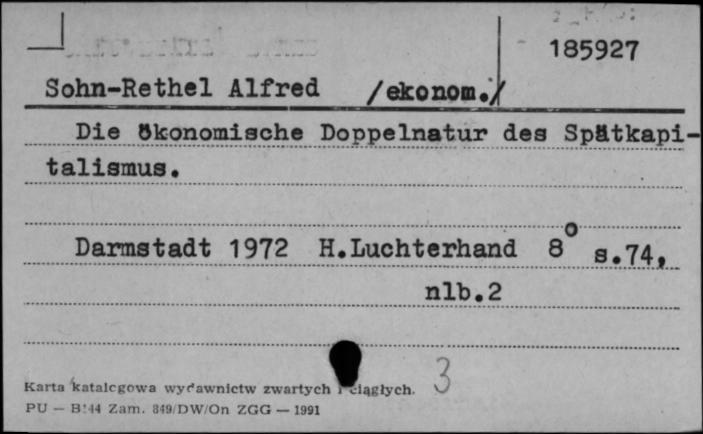 185927
Sohn-Rethel Alfred /ekonom./
Die ökonomische Doppelnatur des Spätkapi-
talismus.
Darmstadt 1972 H.Luchterhand 8° s.74,
nlb.2
3
Karta katalogowa wydawnictw zwartych i ciągłych.
PU — B144 Zam. 849/DW/On ZGG — 1991